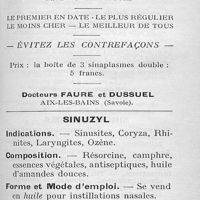 LE PREMIER EN DATE - LE PLUS RÉGULIER
LE MOINS CHER — LE MEILLEUR DE TOUS
— ÉVITEZ LES CONTREFAÇONS —
Prix : la boîte de 3 sinaplasmes double :
5 francs.
Docteurs FAURE et DUSSUEL
AIX-LES-BAINS (Savoie).
SINUZYL
Indications. — Sinusites, Coryza, Rhi-
nites, Laryngites, Ozène.
Composition. — Résorcine, camphre,
essences végétales, antiseptiques, huile
d'amandes douces.
Forme et Mode d'emploi. — Se vend
en huile pour instillations nasales.